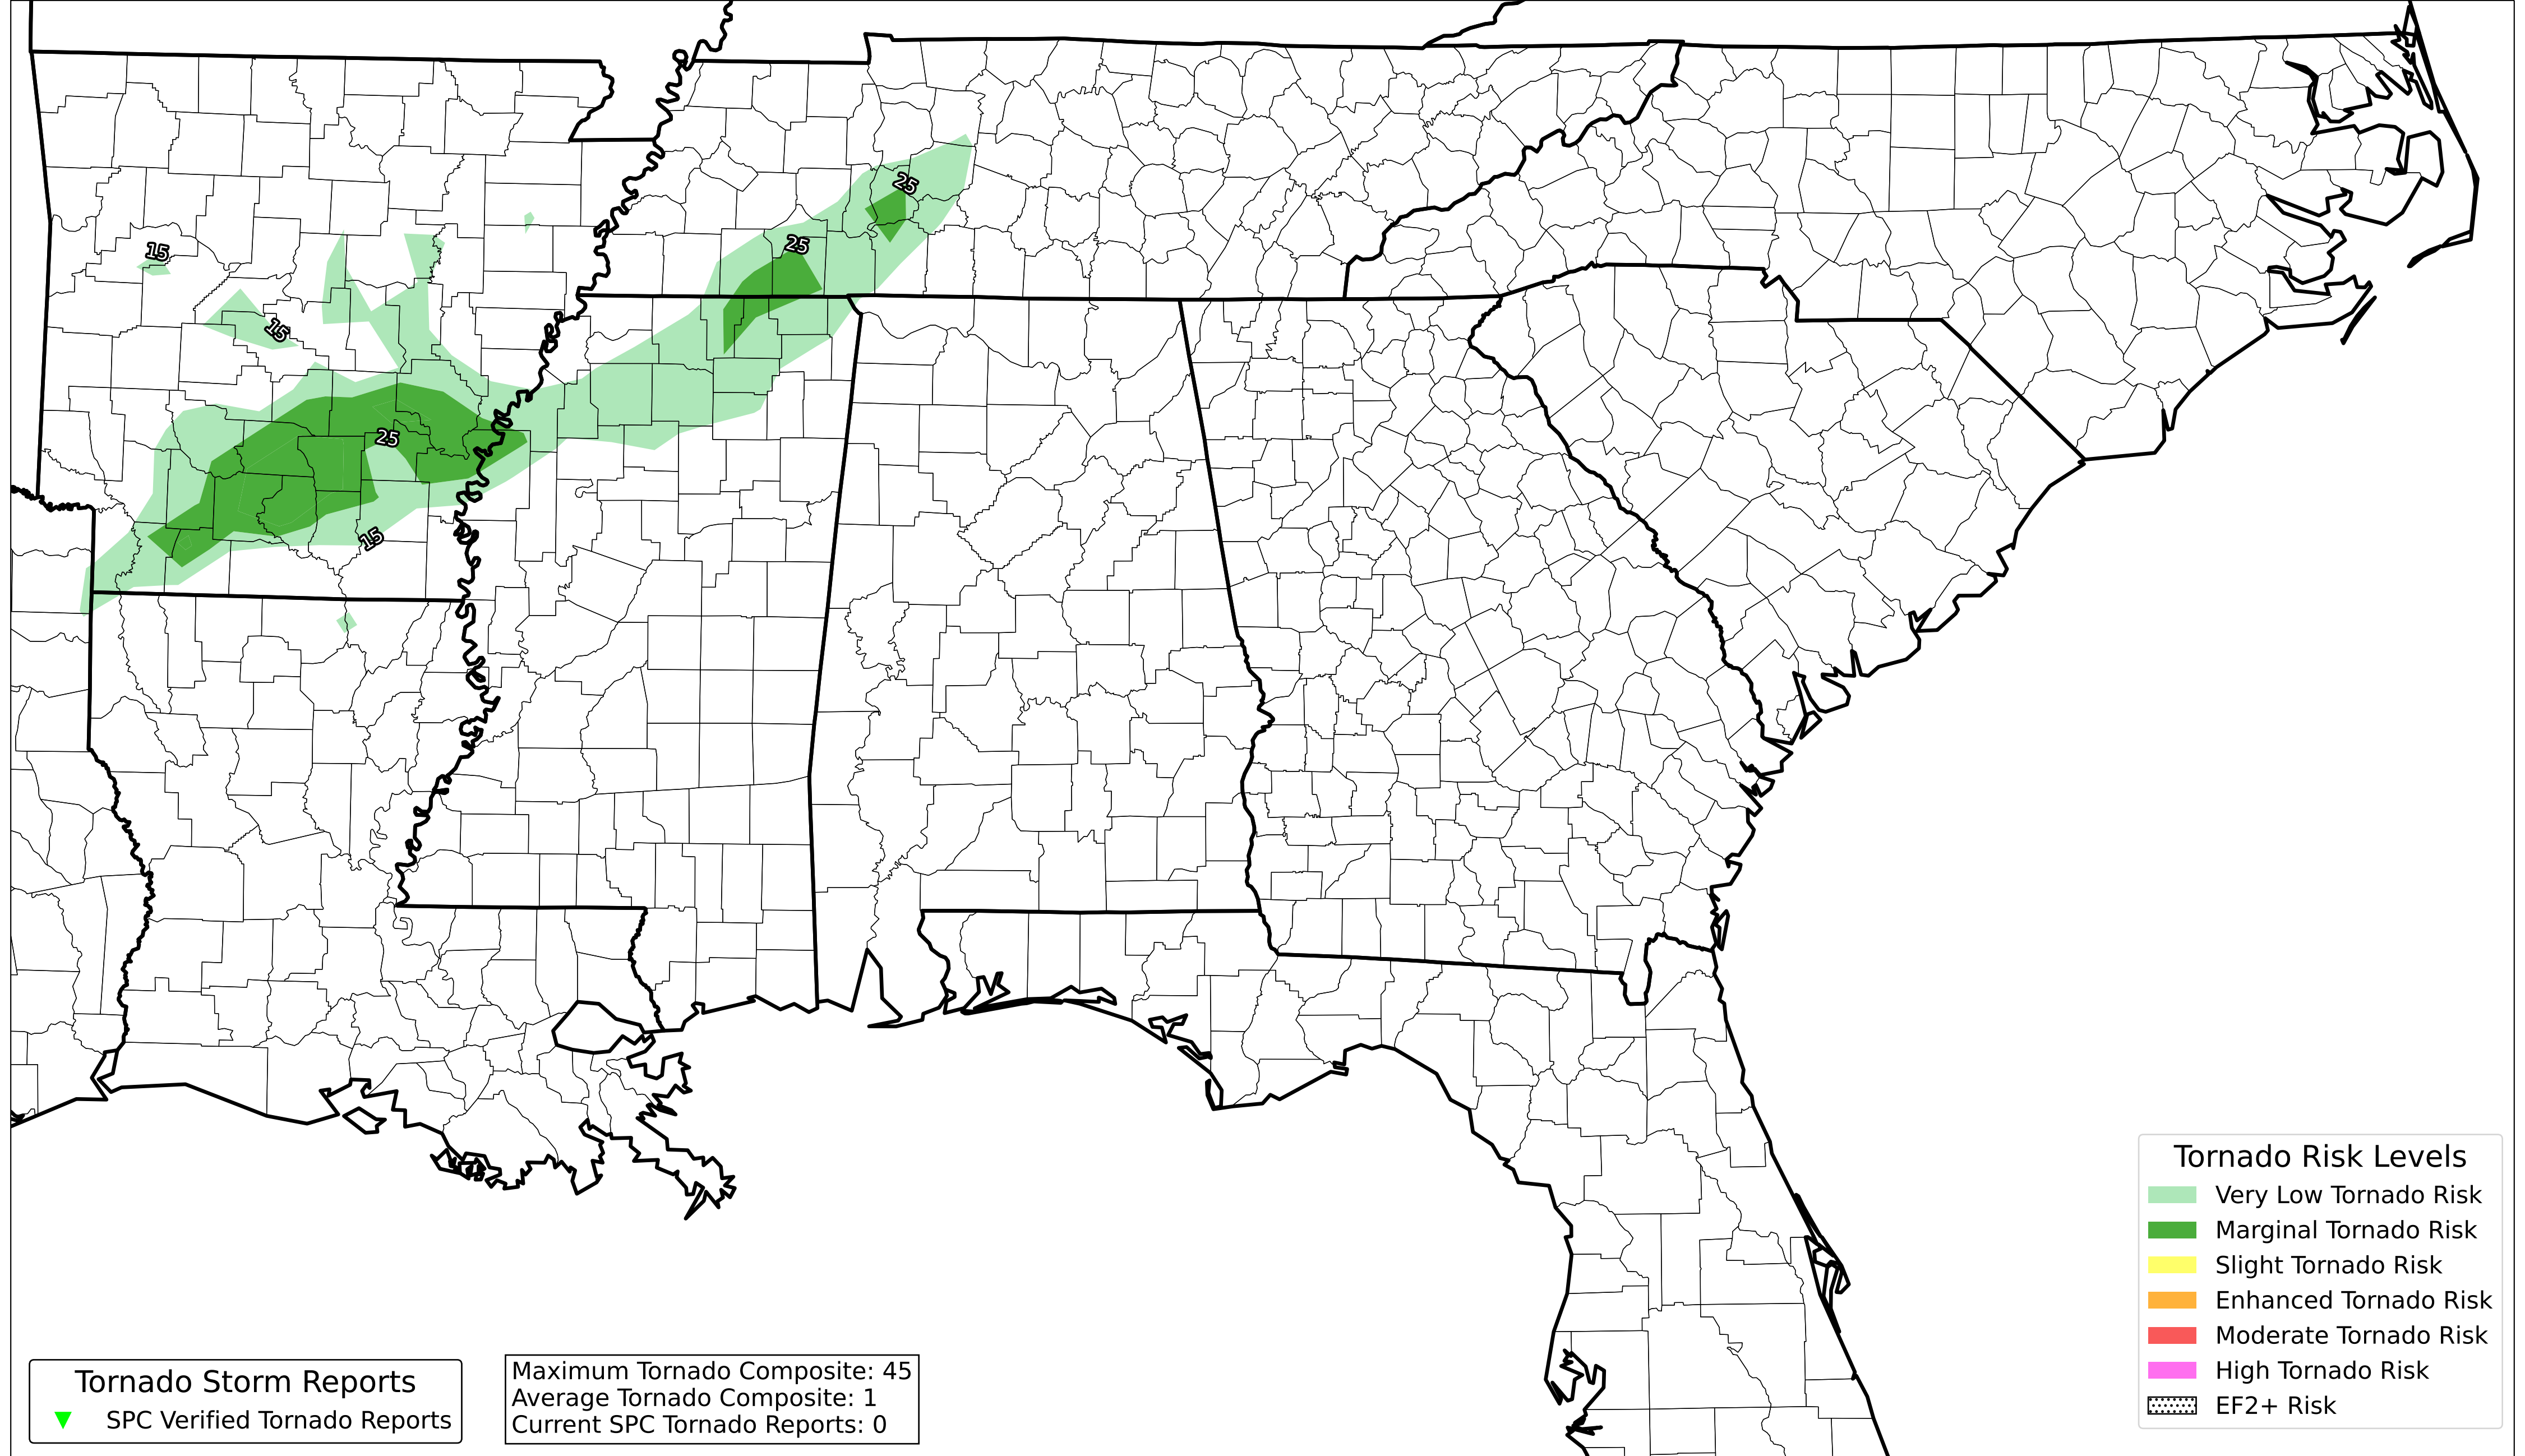 25
25
15
15
25
15
Tornado Risk Levels
Very Low Tornado Risk
Marginal Tornado Risk
Slight Tornado Risk
Enhanced Tornado Risk
Moderate Tornado Risk
High Tornado Risk
EF2+ Risk
Tornado Storm Reports
SPC Verified Tornado Reports
Maximum Tornado Composite: 45
Average Tornado Composite: 1
Current SPC Tornado Reports: 0